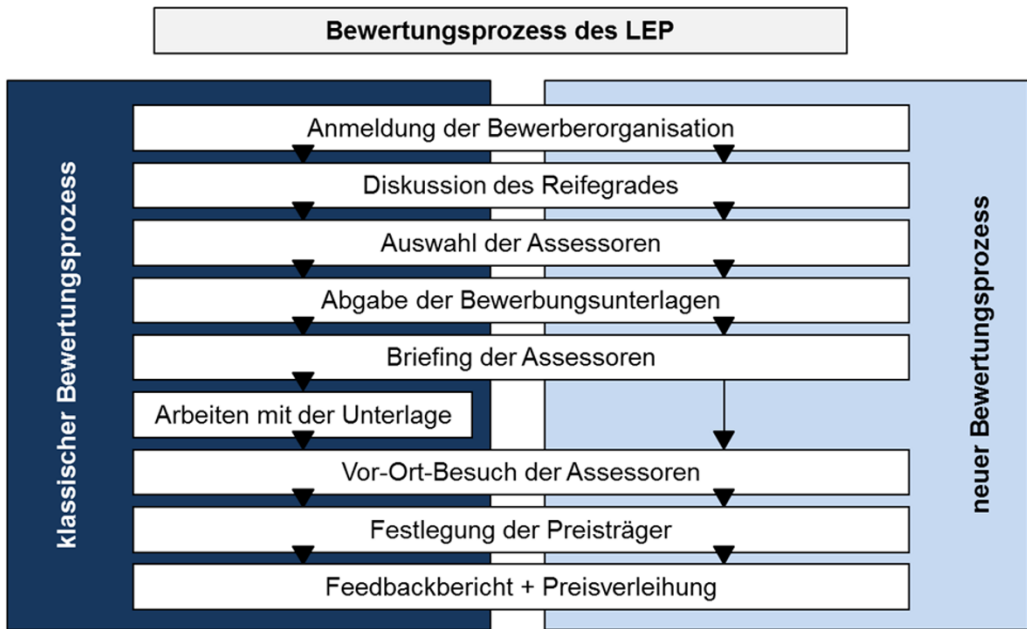 Bewertungsprozess des LEP
klassischer Bewertungsprozess
Anmeldung der Bewerberorganisation
Diskussion des Reifegrades
Auswahl der Assessoren
Abgabe der Bewerbungsunterlagen
Briefing der Assessoren
Arbeiten mit der Unterlage
Vor-Ort-Besuch der Assessoren
Festlegung der Preisträger
Feedbackbericht + Preisverleihung
neuer Bewertungsprozess